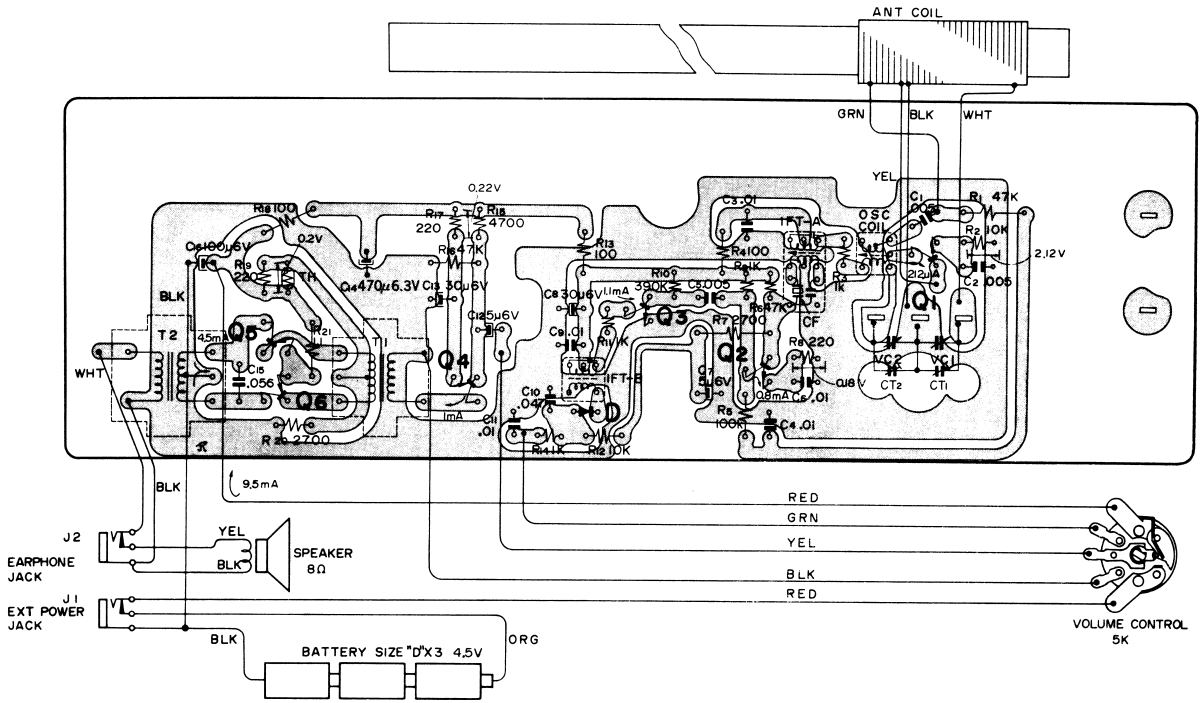 ANT COIL
GRN
BLK
WHT
YEL
0.22V
R18 100
R17
220
R15
4700
C3 .01
IFT-A
OSC
COIL
C1
.005
R1 47K
R2 10K
2.12V
C16 100μ6V
0.2V
R16 47K
R13
100
R4 100
R3
1K
R19
220
TH
C14 470μ6.3V
C13 30μ6V
R10
390K
C5 .005
2.12μA
C2 .005
BLK
C8 30μ6V
1.1mA
Q3
R6 47K
Q1
CF
T2
4.5mA
Q5
R21
T1
C12 5μ6V
C9 .01
R11 1K
R7 2700
Q2
R8 220
VC2
VC1
WHT
C15
.056
Q4
IFT-B
C7
5μ6V
0.18V
CT2
CT1
Q6
1mA
C10
.047
D
0.8mA
C6 .01
C11
.01
R5
100K
C4 .01
R20 2700
R14 1K
R12 10K
BLK
9.5mA
RED
GRN
J2
EARPHONE
JACK
YEL
BLK
SPEAKER
8Ω
YEL
BLK
J1
EXT POWER
JACK
RED
BLK
ORG
VOLUME CONTROL
5K
BATTERY SIZE "D"X3 4.5V